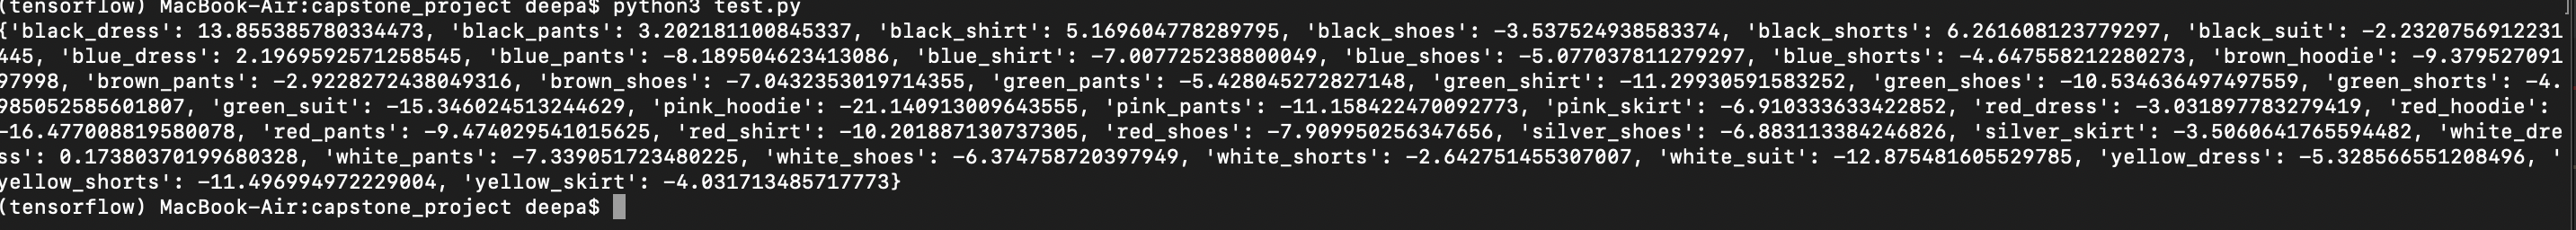 (tensorflow) MacBook-Air:capstone_project deepa$ python3 test.py
{'black_dress': 13.855385780334473, 'black_pants': 3.202181100845337, 'black_shirt': 5.169604778289795, 'black_shoes': -3.537524938583374, 'black_shorts': 6.261608123779297, 'black_suit': -2.2320756912231
445, 'blue_dress': 2.1969592571258545, 'blue_pants': -8.189504623413086, 'blue_shirt': -7.007725238800049, 'blue_shoes': -5.077037811279297, 'blue_shorts': -4.647558212280273, 'brown_hoodie': -9.379527091
97998, 'brown_pants': -2.9228272438049316, 'brown_shoes': -7.0432353019714355, 'green_pants': -5.428045272827148, 'green_shirt': -11.29930591583252, 'green_shoes': -10.534636497497559, 'green_shorts': -4.
985052585601807, 'green_suit': -15.346024513244629, 'pink_hoodie': -21.140913009643555, 'pink_pants': -11.158422470092773, 'pink_skirt': -6.910333633422852, 'red_dress': -3.031897783279419, 'red_hoodie':
-16.477008819580078, 'red_pants': -9.474029541015625, 'red_shirt': -10.201887130737305, 'red_shoes': -7.909950256347656, 'silver_shoes': -6.883113384246826, 'silver_skirt': -3.5060641765594482, 'white_dre
ss': 0.17380370199680328, 'white_pants': -7.339051723480225, 'white_shoes': -6.374758720397949, 'white_shorts': -2.642751455307007, 'white_suit': -12.875481605529785, 'yellow_dress': -5.328566551208496, '
yellow_shorts': -11.496994972229004, 'yellow_skirt': -4.031713485717773}
(tensorflow) MacBook-Air:capstone_project deepa$